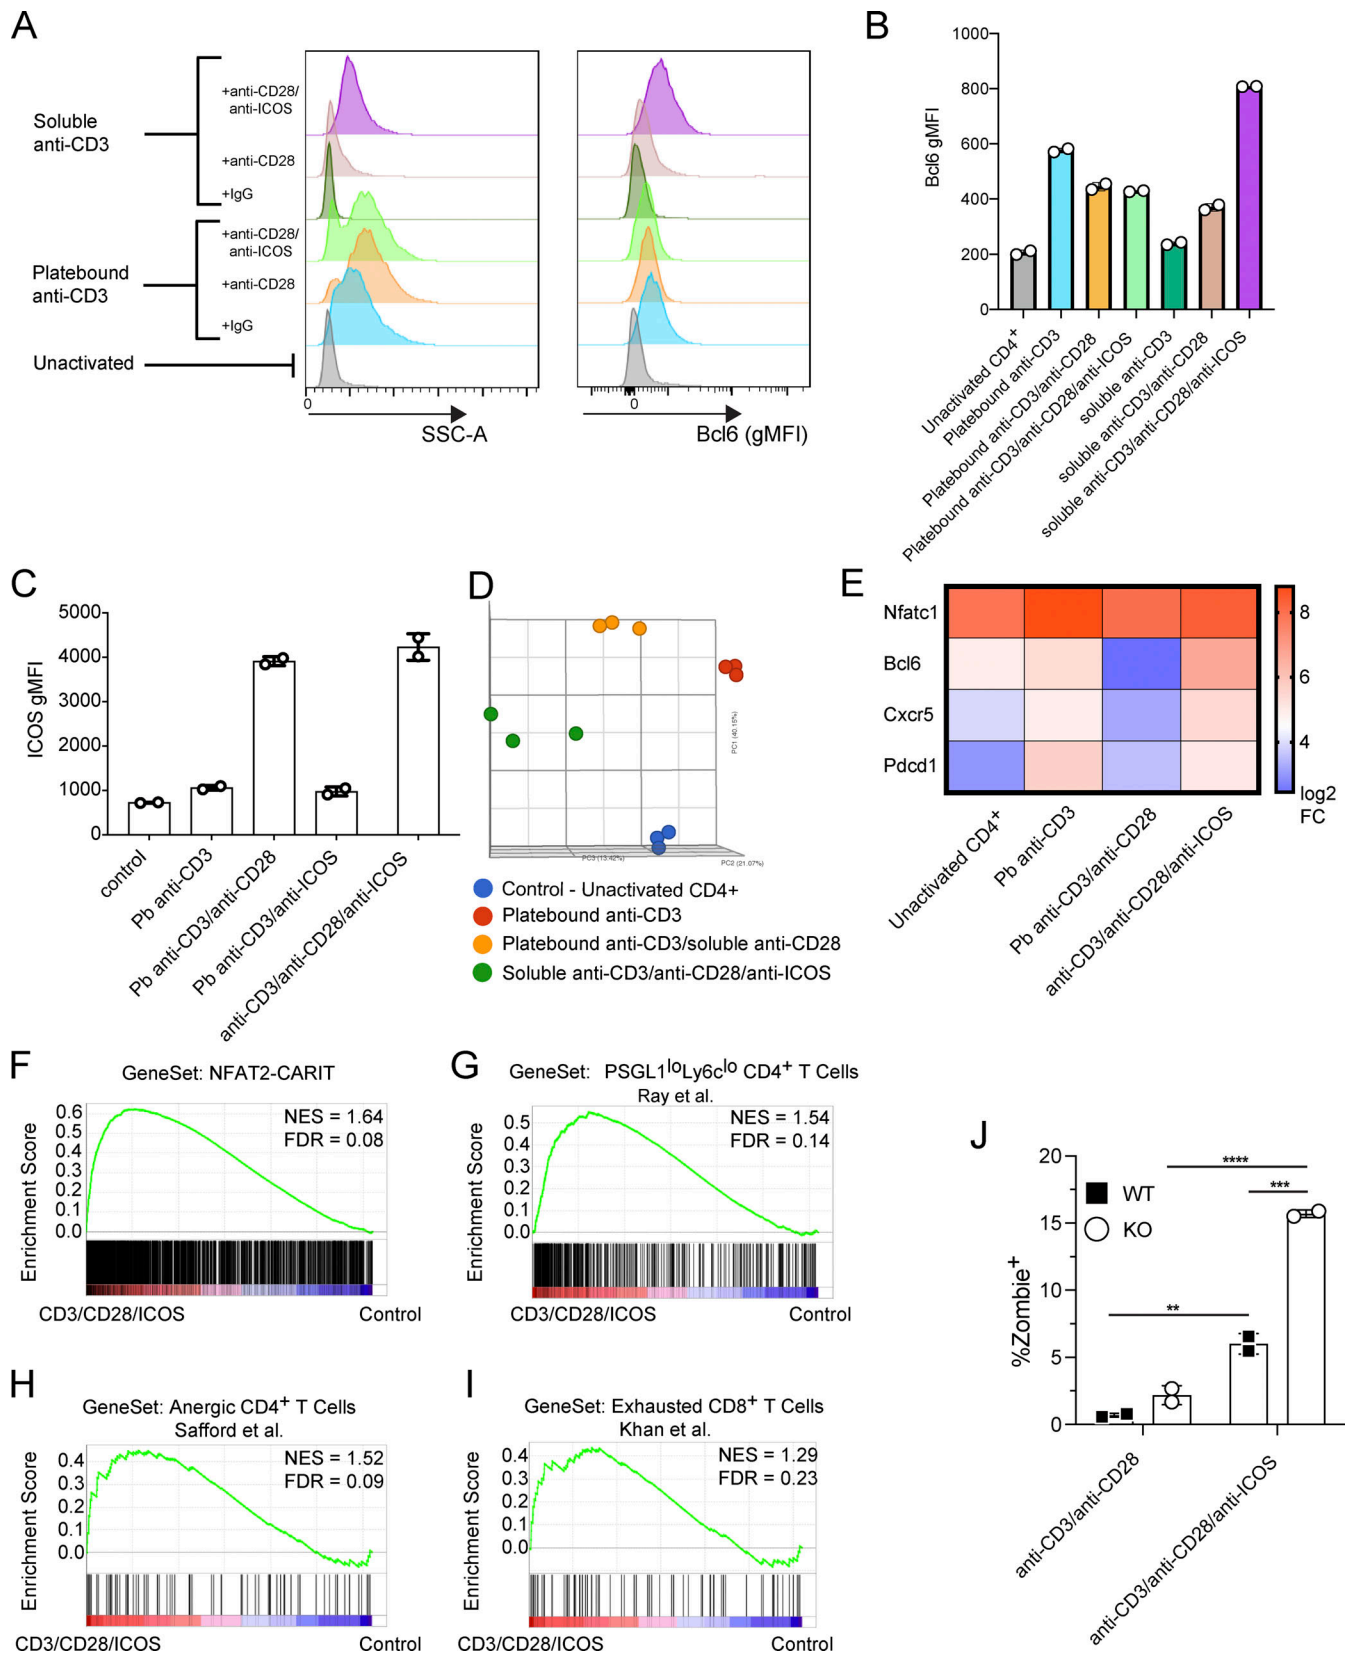 A
Soluble
anti-CD3
+anti-CD28/
anti-ICOS
+anti-CD28
+IgG
Platebound
anti-CD3
+anti-CD28/
anti-ICOS
+anti-CD28
+IgG
Unactivated
0
SSC-A
0
Bcl6 (gMFI)
B
Bcl6 gMFI
1000
800
600
400
200
0
Unactivated CD4+
Platebound anti-CD3
Platebound anti-CD3/anti-CD28
Platebound anti-CD3/anti-CD28/anti-ICOS
soluble anti-CD3
soluble anti-CD3/anti-CD28
soluble anti-CD3/anti-CD28/anti-ICOS
C
ICOS gMFI
5000
4000
3000
2000
1000
0
control
Pb anti-CD3
Pb anti-CD3/anti-CD28
Pb anti-CD3/anti-ICOS
anti-CD3/anti-CD28/anti-ICOS
D
PC1 (40.15%)
PC3 (13.42%)
PC2 (21.07%)
Control - Unactivated CD4+
Platebound anti-CD3
Platebound anti-CD3/soluble anti-CD28
Soluble anti-CD3/anti-CD28/anti-ICOS
E
Nfatc1
Bcl6
Cxcr5
Pdcd1
8
6
4
log2
FC
Unactivated CD4+
Pb anti-CD3
Pb anti-CD3/anti-CD28
anti-CD3/anti-CD28/anti-ICOS
F
GeneSet: NFAT2-CARIT
Enrichment Score
0.6
0.5
0.4
0.3
0.2
0.1
0.0
NES = 1.64
FDR = 0.08
CD3/CD28/ICOS
Control
G
GeneSet: PSGL1loLy6clo CD4+ T Cells
Ray et al.
Enrichment Score
0.5
0.4
0.3
0.2
0.1
0.0
NES = 1.54
FDR = 0.14
CD3/CD28/ICOS
Control
H
GeneSet: Anergic CD4+ T Cells
Safford et al.
Enrichment Score
0.4
0.3
0.2
0.1
0.0
NES = 1.52
FDR = 0.09
CD3/CD28/ICOS
Control
I
GeneSet: Exhausted CD8+ T Cells
Khan et al.
Enrichment Score
0.4
0.3
0.2
0.1
0.0
NES = 1.29
FDR = 0.23
CD3/CD28/ICOS
Control
J
%Zombie+
20
15
10
5
0
WT
KO
****
***
**
anti-CD3/anti-CD28
anti-CD3/anti-CD28/anti-ICOS